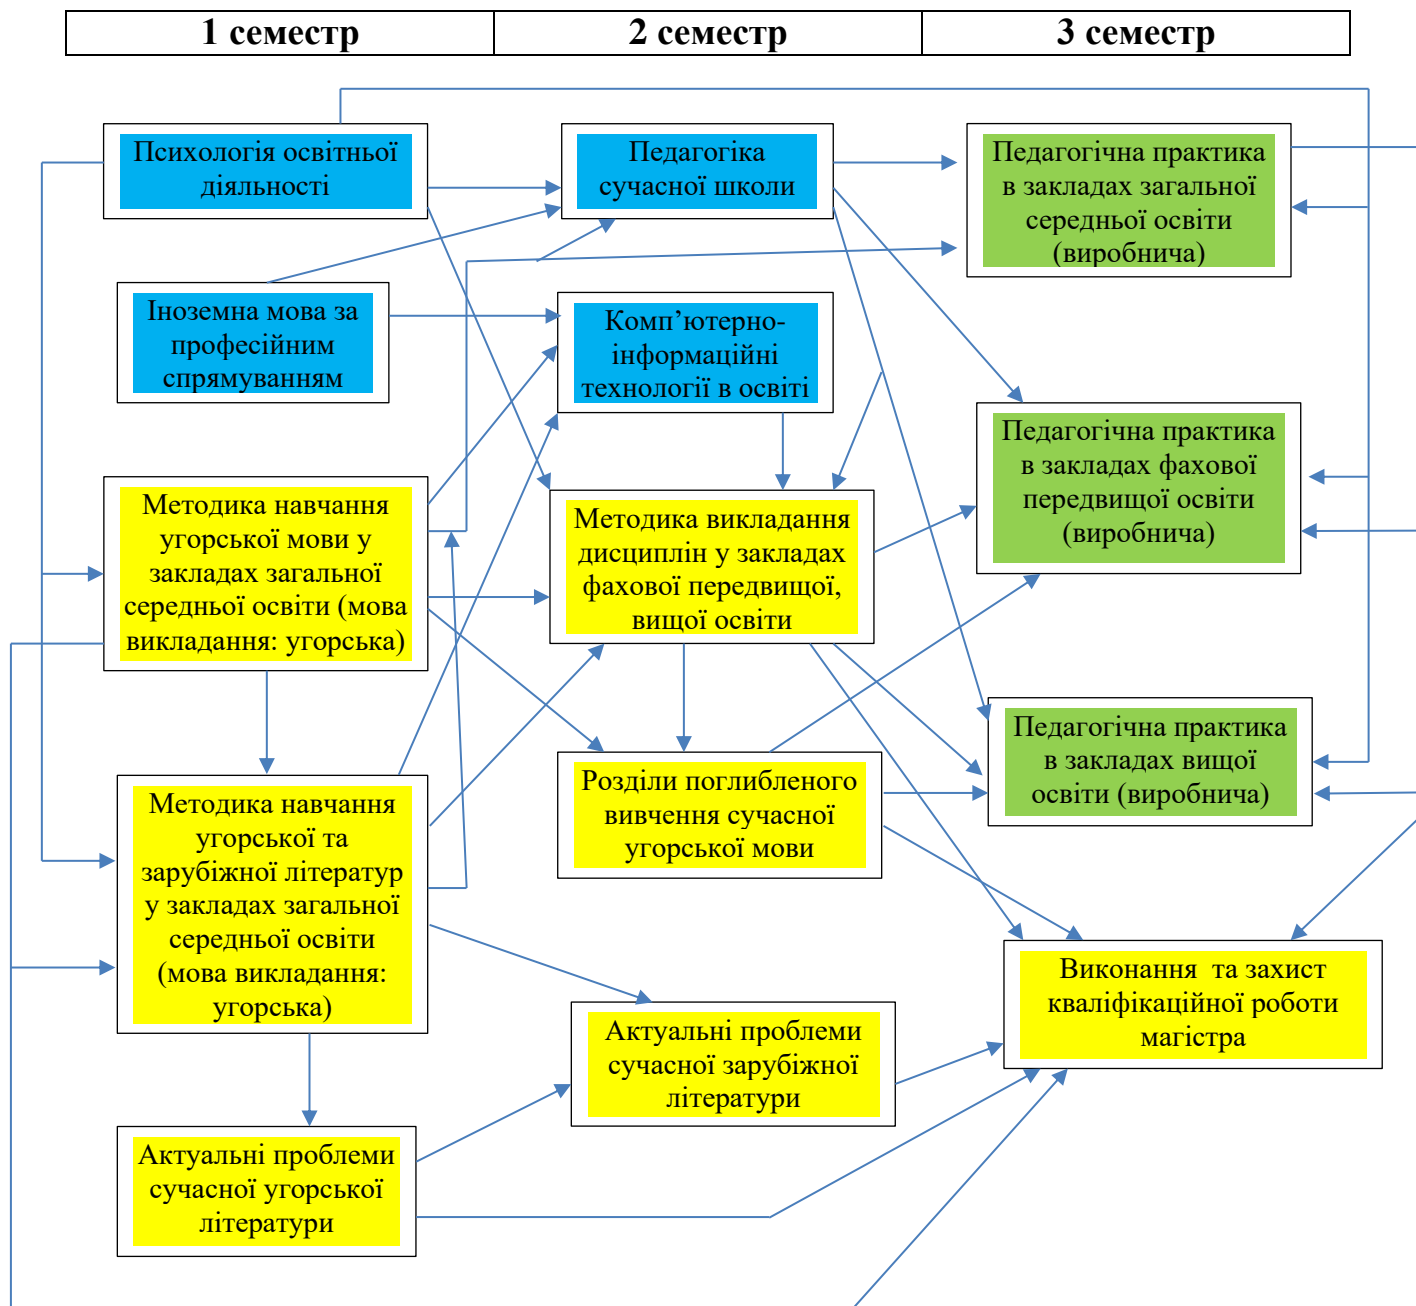 1 семестр
2 семестр
3 семестр
Психологія освітньої
діяльності
Педагогіка
сучасної школи
Педагогічна практика
в закладах загальної
середньої освіти
(виробнича)
Іноземна мова за
професійним
спрямуванням
Комп’ютерно-
інформаційні
технології в освіті
Педагогічна практика
в закладах фахової
передвищої освіти
(виробнича)
Методика навчання
угорської мови у
закладах загальної
середньої освіти (мова
викладання: угорська)
Методика викладання
дисциплін у закладах
фахової передвищої,
вищої освіти
Педагогічна практика
в закладах вищої
освіти (виробнича)
Методика навчання
угорської та
зарубіжної літератур
у закладах загальної
середньої освіти
(мова викладання:
угорська)
Розділи поглибленого
вивчення сучасної
угорської мови
Виконання  та захист
кваліфікаційної роботи
магістра
Актуальні проблеми
сучасної зарубіжної
літератури
Актуальні проблеми
сучасної угорської
літератури